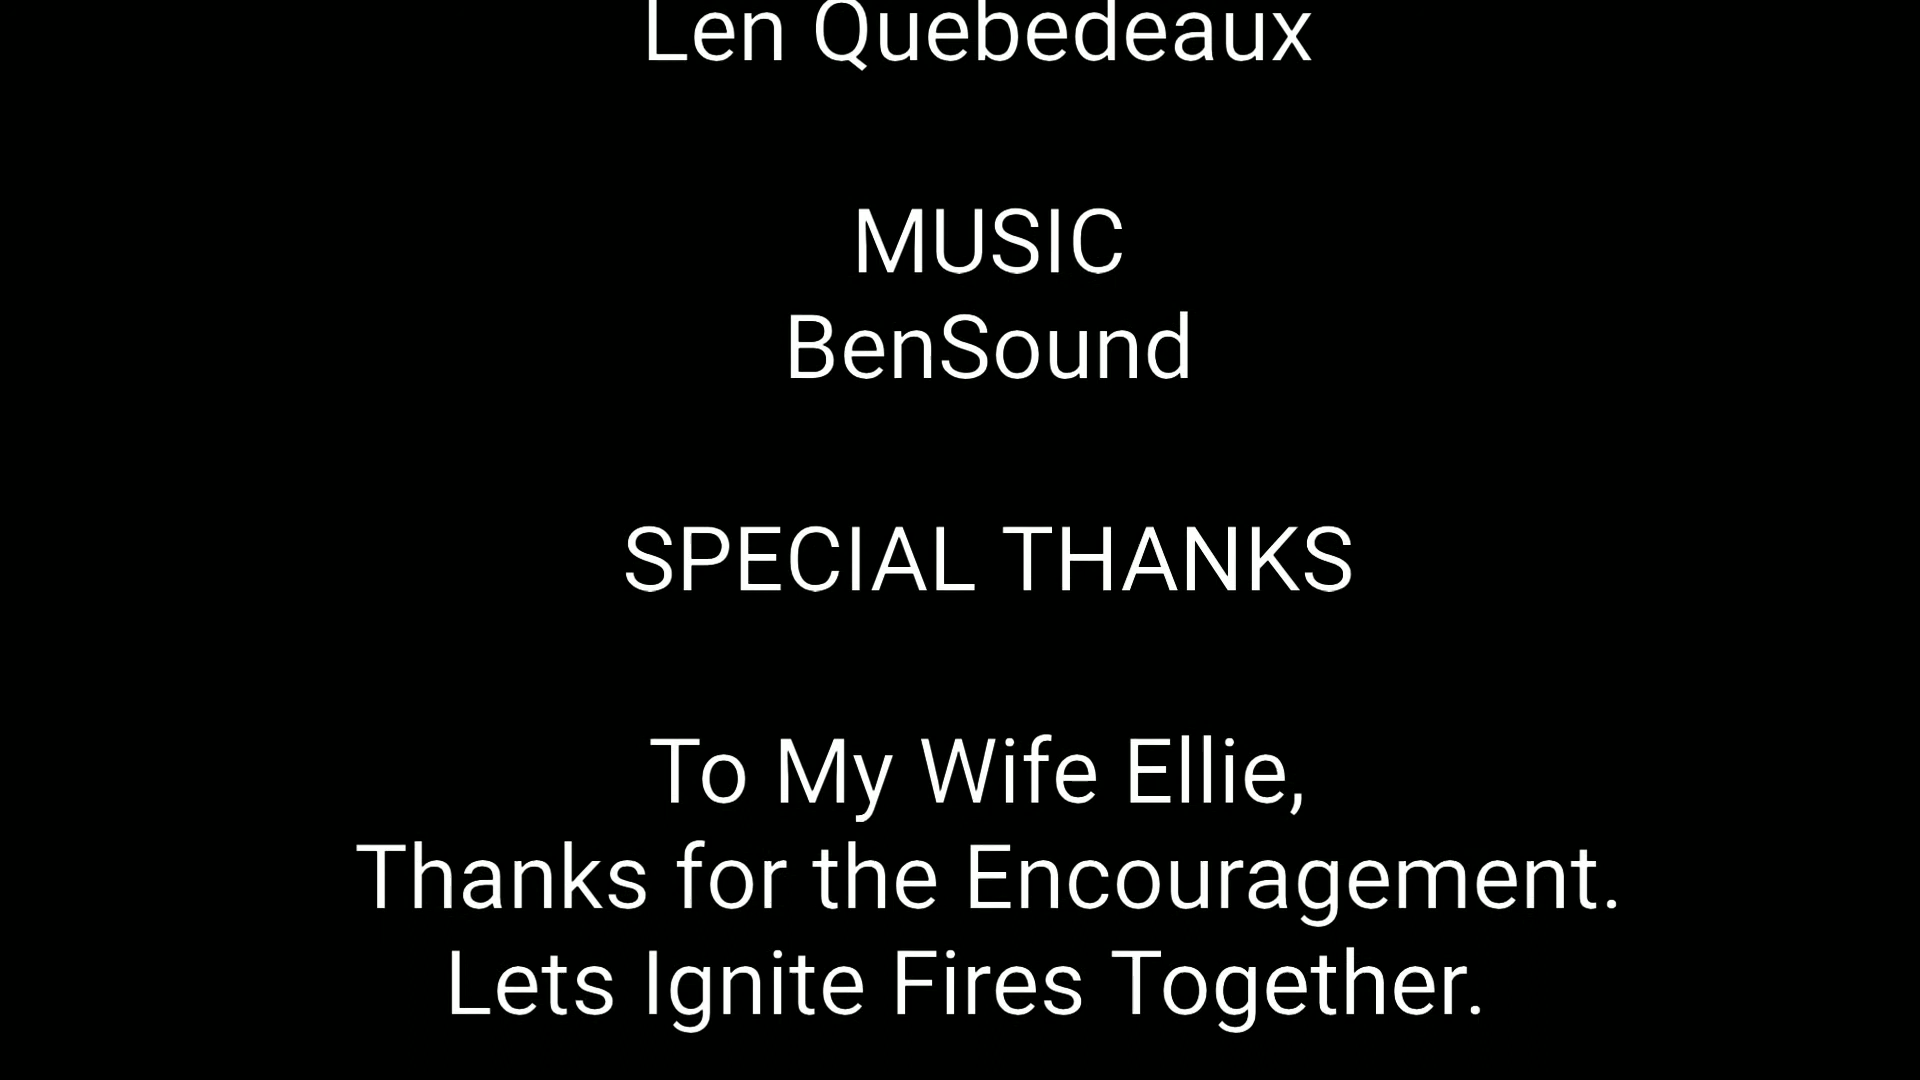 Len Quebedeaux
MUSIC
BenSound
SPECIAL THANKS
To My Wife Ellie,
Thanks for the Encouragement.
Lets Ignite Fires Together.